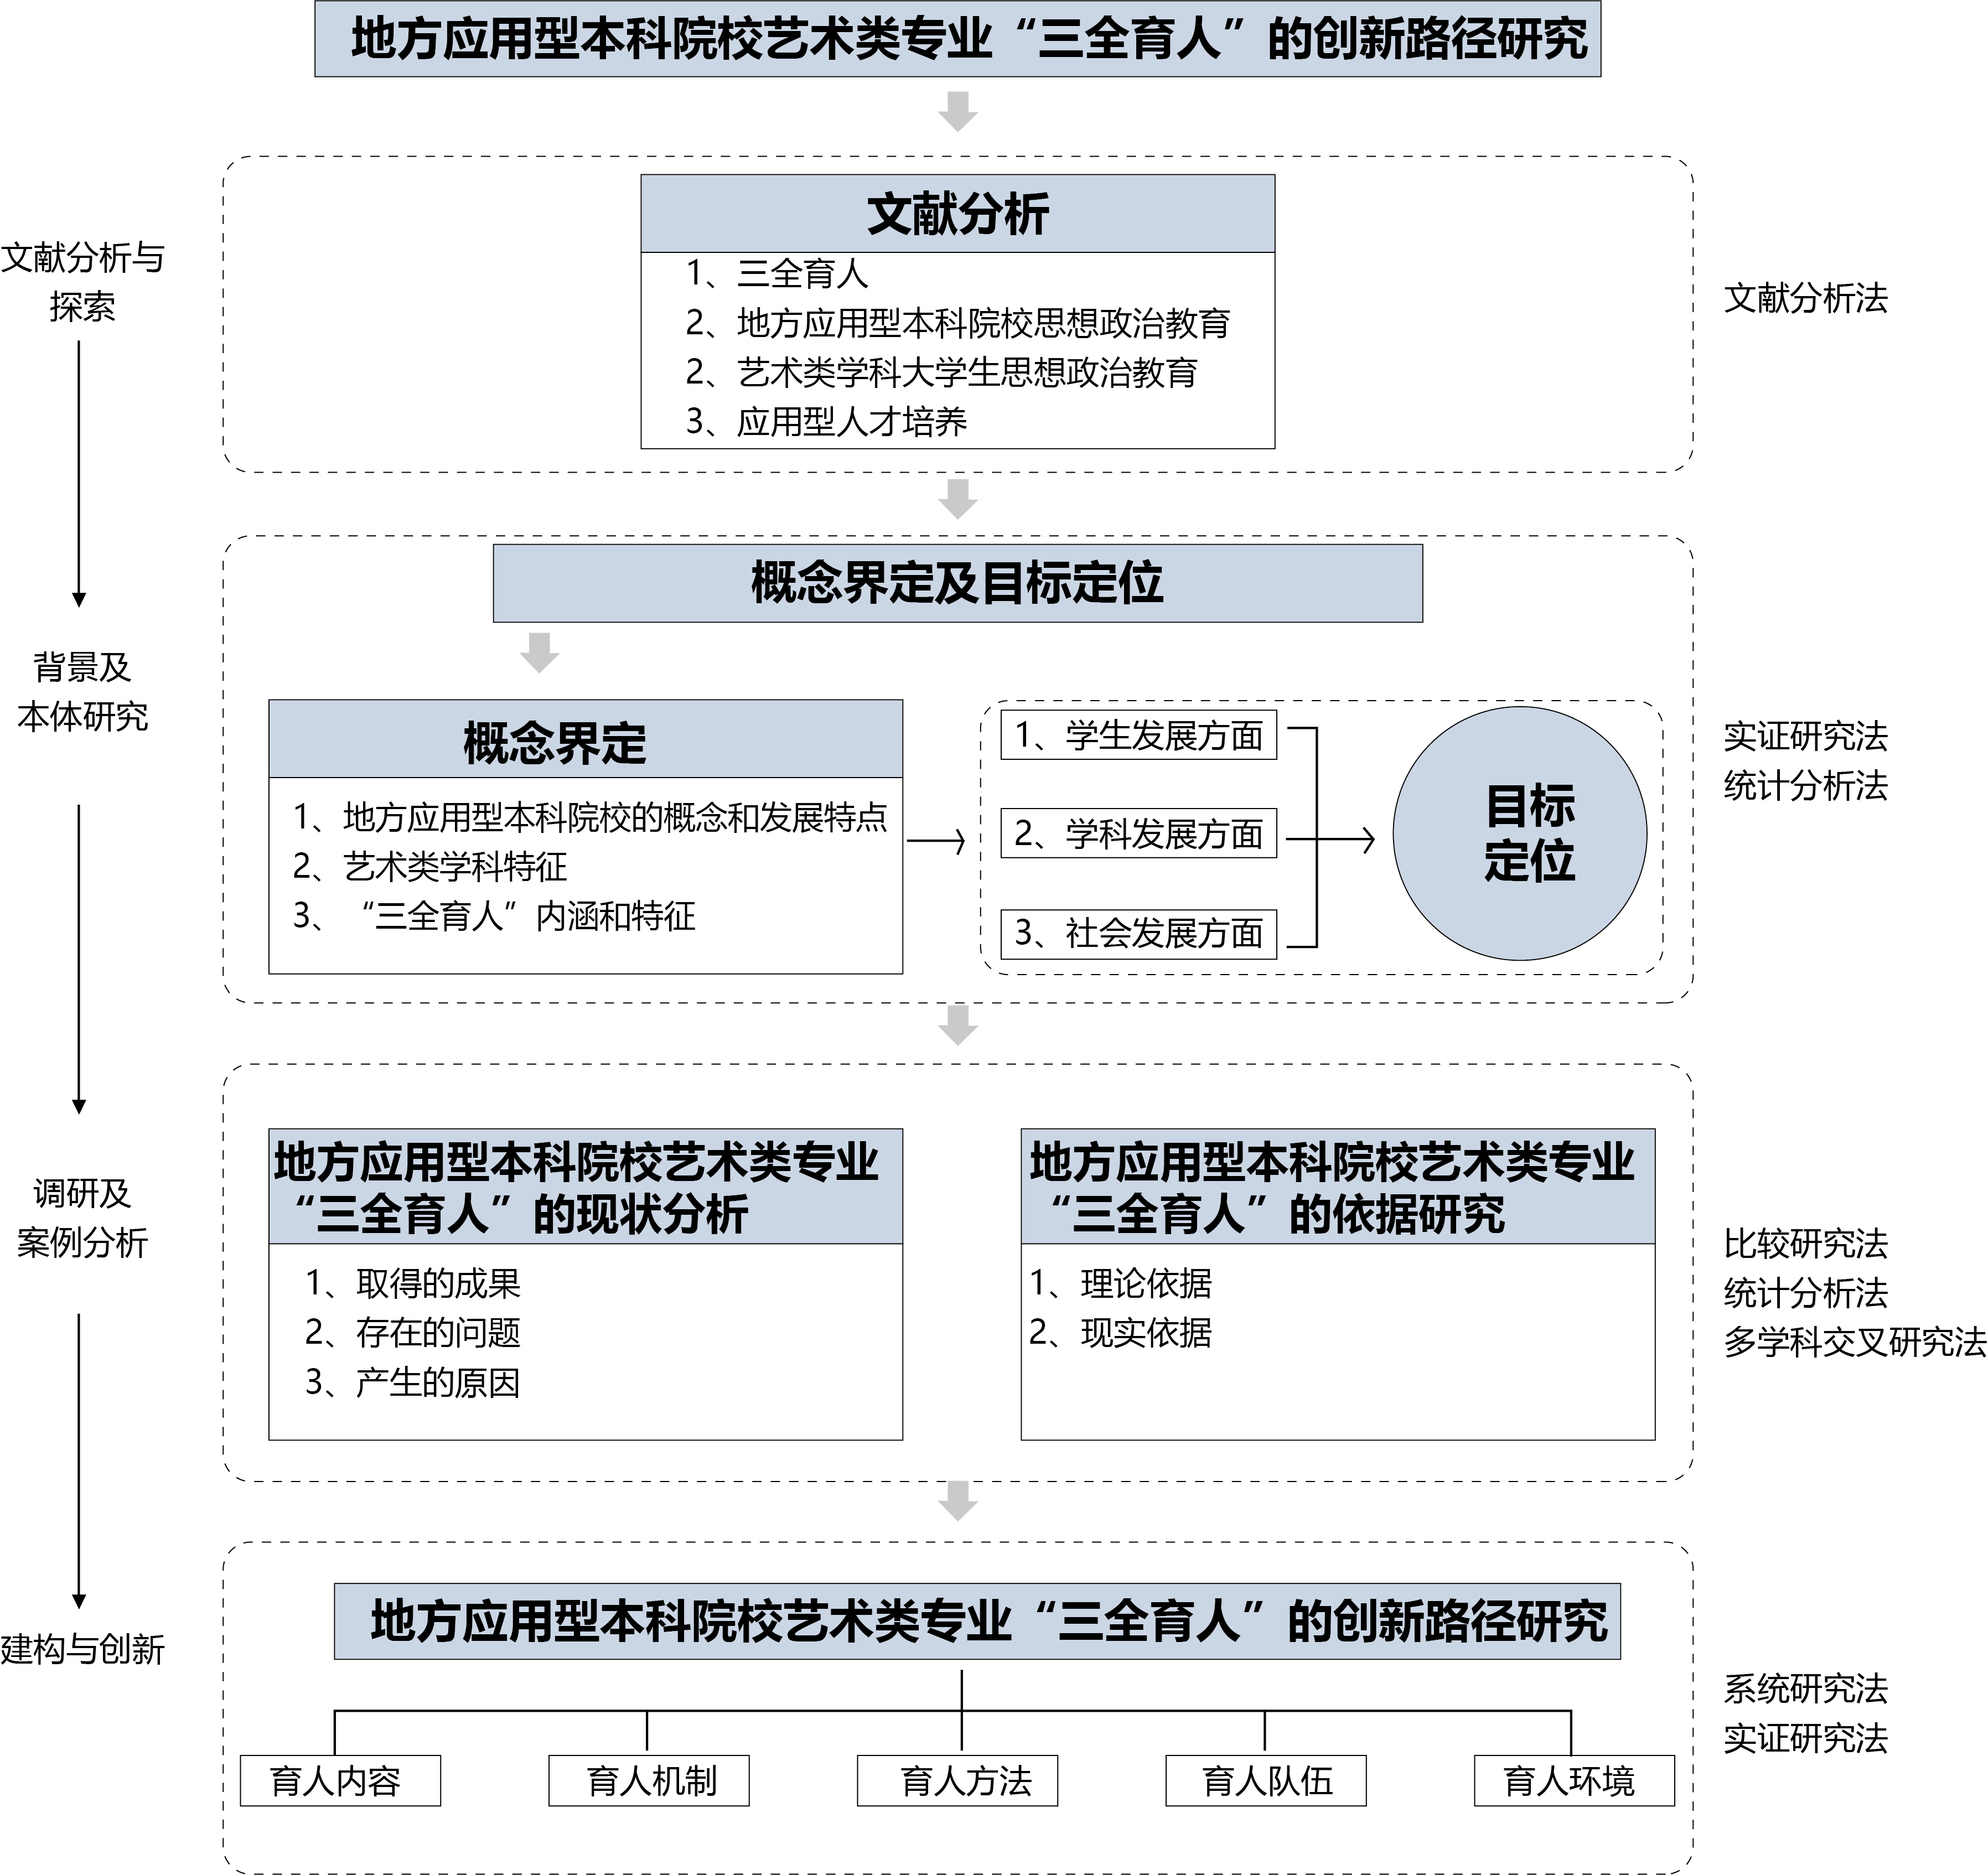 地方应用型本科院校艺术类专业“三全育人”的创新路径研究
文献分析与
探索
文献分析
1、三全育人
2、地方应用型本科院校思想政治教育
2、艺术类学科大学生思想政治教育
3、应用型人才培养
文献分析法
背景及
本体研究
概念界定及目标定位
概念界定
1、地方应用型本科院校的概念和发展特点
2、艺术类学科特征
3、“三全育人”内涵和特征
1、学生发展方面
2、学科发展方面
3、社会发展方面
目标
定位
实证研究法
统计分析法
调研及
案例分析
地方应用型本科院校艺术类专业
“三全育人”的现状分析
1、取得的成果
2、存在的问题
3、产生的原因
地方应用型本科院校艺术类专业
“三全育人”的依据研究
1、理论依据
2、现实依据
比较研究法
统计分析法
多学科交叉研究法
建构与创新
地方应用型本科院校艺术类专业“三全育人”的创新路径研究
育人内容
育人机制
育人方法
育人队伍
育人环境
系统研究法
实证研究法